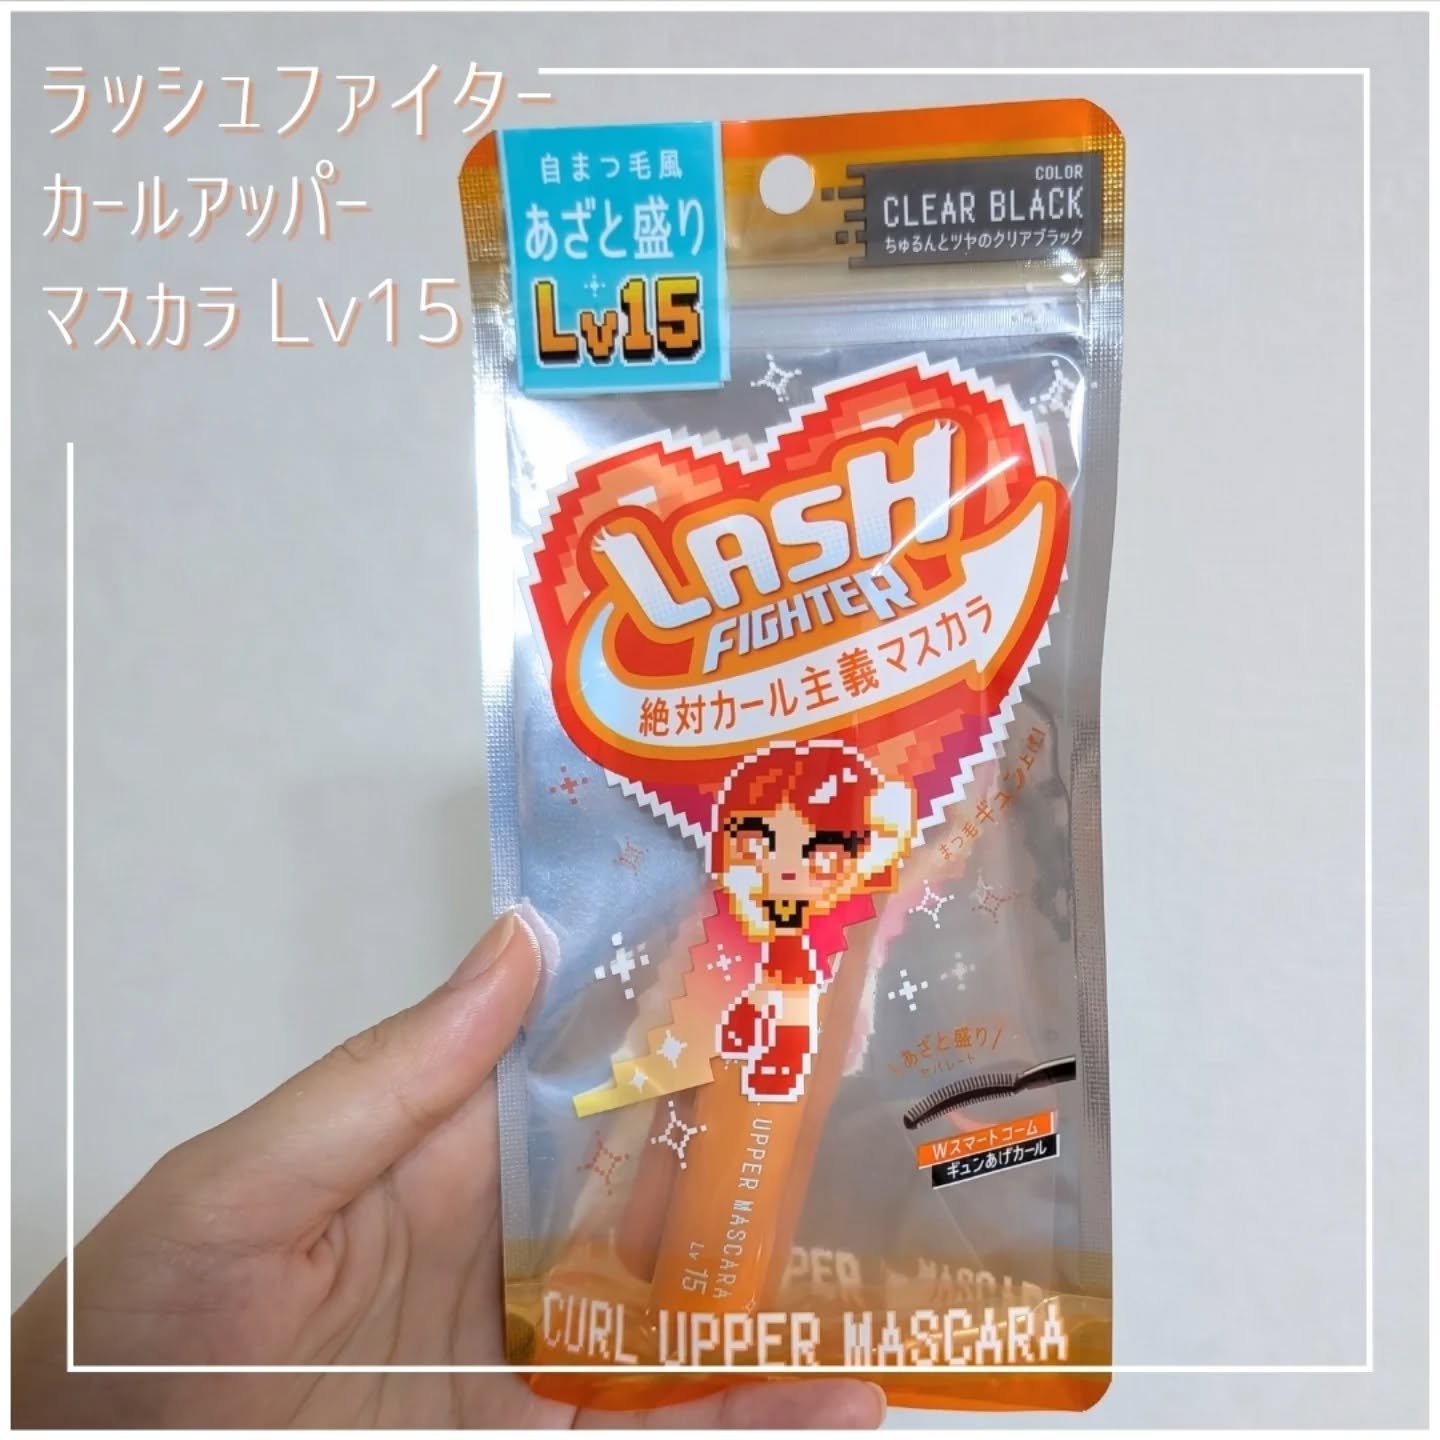 ラッシュファイター
カールアッパー
マスカラ Lv15
自まつ毛風
あざと盛り
Lv15
COLOR
CLEAR BLACK
ちゅるんとツヤのクリアブラック
LASH
FIGHTER
絶対カール主義マスカラ
まつ毛ギュン上昇!
\あざと盛り/
セパレート
Wスマートコーム
ギュンあげカール
UPPER MASCARA
Lv 15
CURL UPPER MASCARA